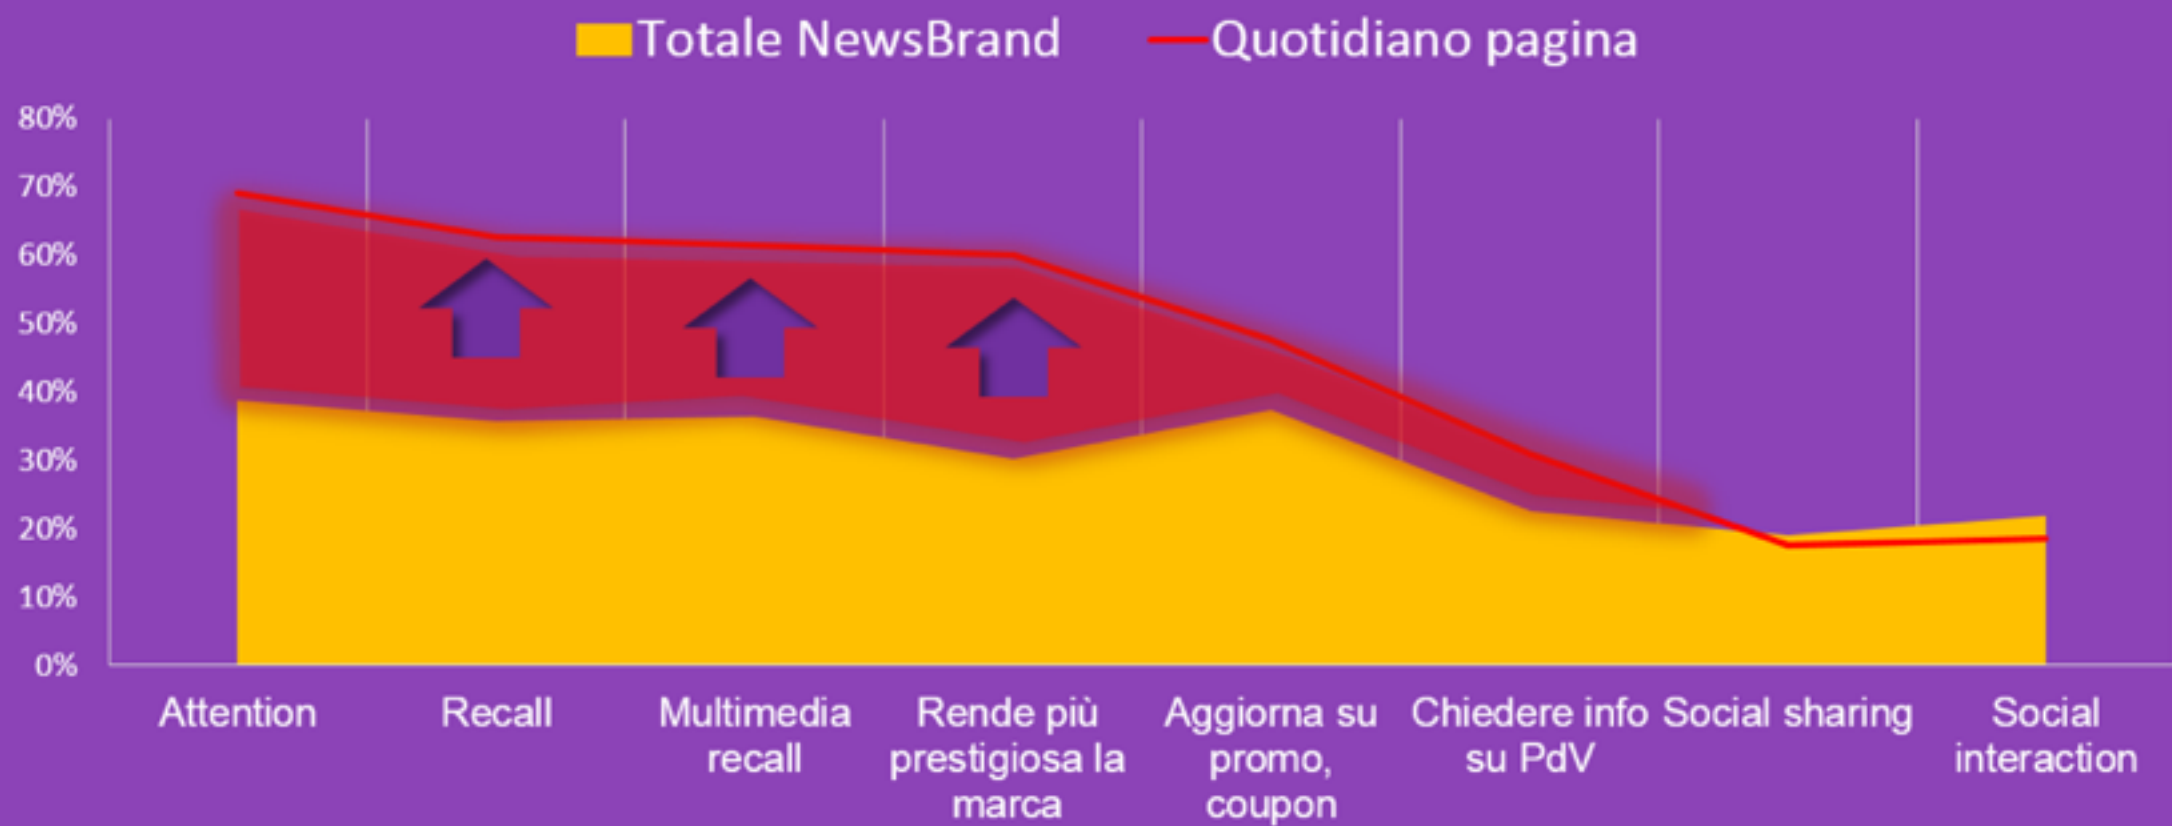 Totale NewsBrand
Quotidiano pagina
80%
70%
60%
50%
40%
30%
20%
10%
0%
Attention
Recall
Multimedia
recall
Rende più
prestigiosa la
marca
Aggiorna su
promo,
coupon
Chiedere info
su PdV
Social sharing
Social
interaction